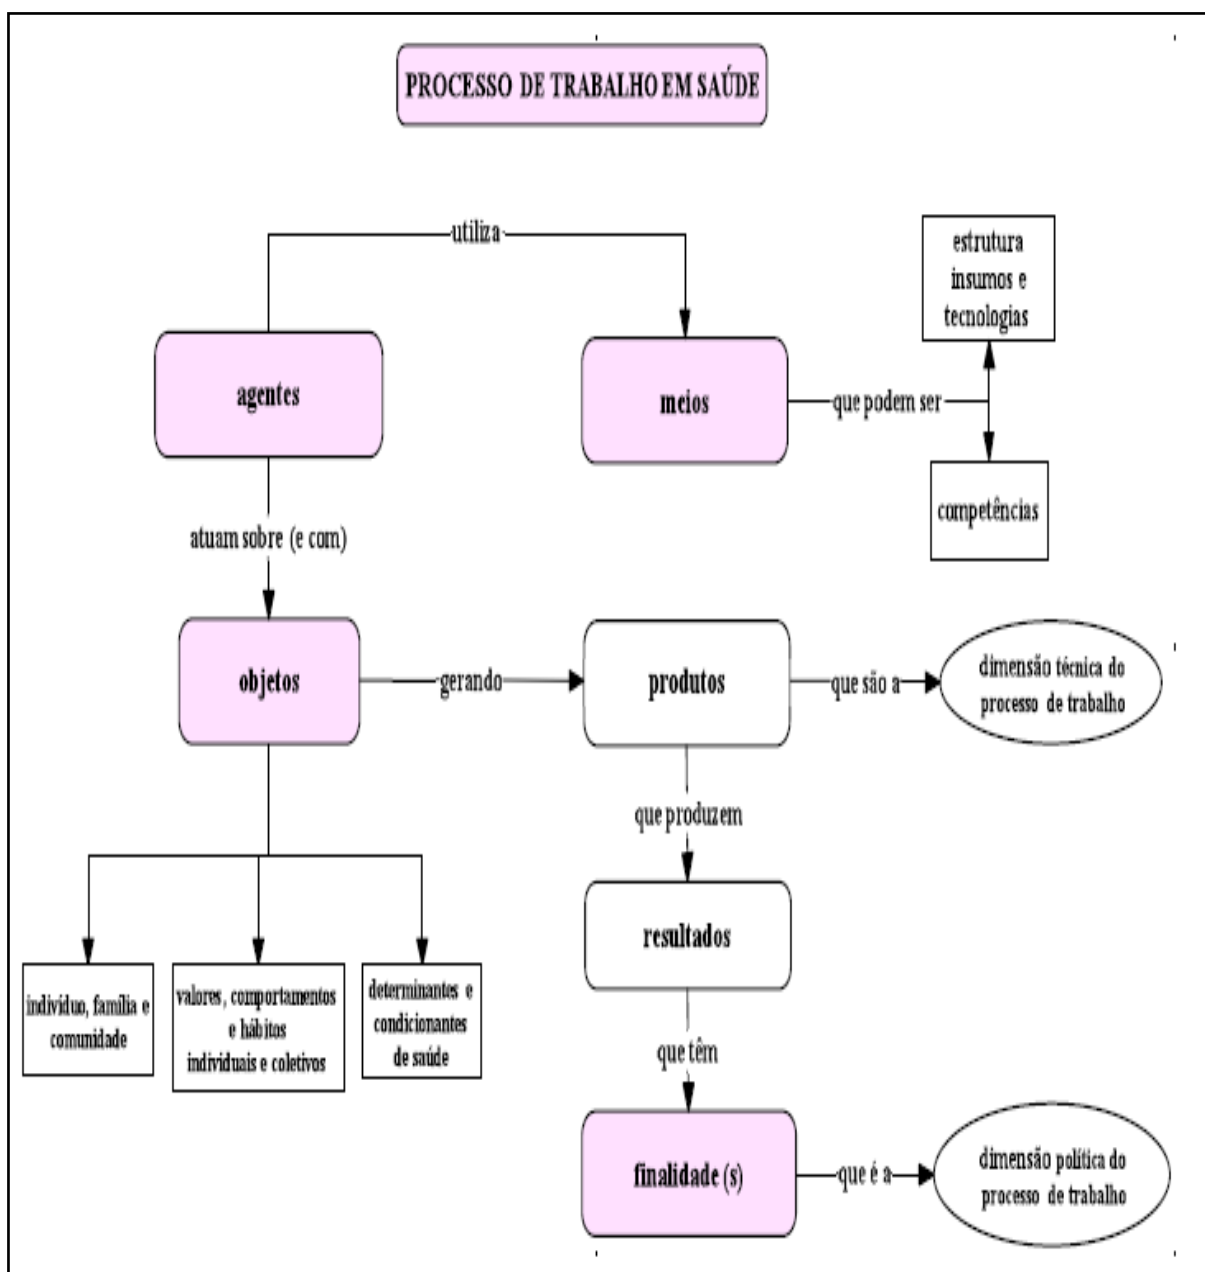 PROCESSO DE TRABALHO EM SAÚDE
utiliza
estrutura
insumos e
tecnologias
agentes
meios
que podem ser
competências
atuam sobre (e com)
objetos
gerando
produtos
que são a
dimensão técnica do
processo de trabalho
que produzem
resultados
indivíduo, família e
comunidade
valores, comportamentos
e hábitos
individuais e coletivos
determinantes e
condicionantes
de saúde
que têm
finalidade (s)
que é a
dimensão política do
processo de trabalho